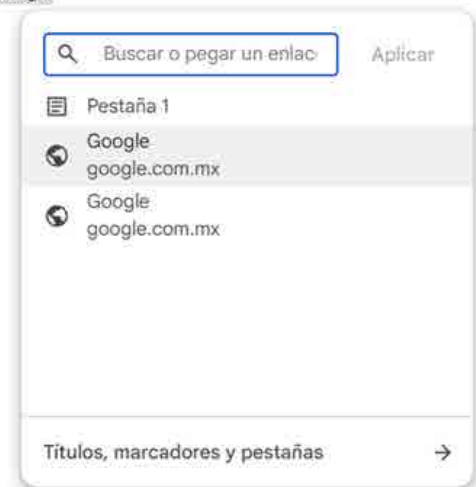 Buscar o pegar un enlac
Aplicar
Pestaña 1
Google
google.com.mx
Google
google.com.mx
Títulos, marcadores y pestañas